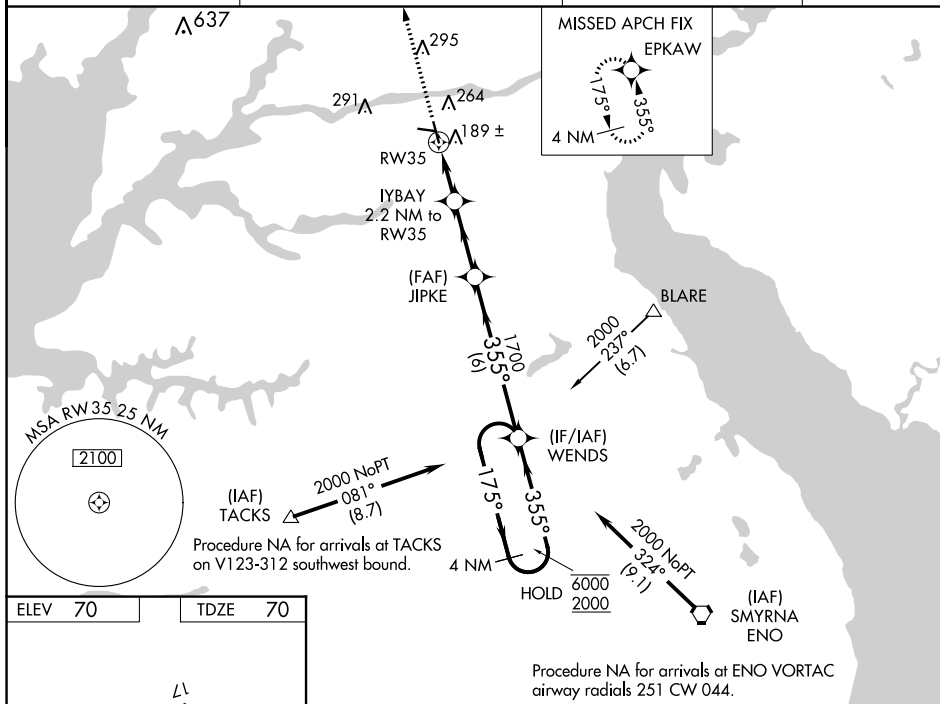 637
295
291
264
189 ±
RW35
MISSED APCH FIX
EPKAW
175°
355°
4 NM
IYBAY
2.2 NM to
RW35
(FAF)
JIPKE
BLARE
2000
237°
(6.7)
1700
355°
(6)
MSA RW35 25 NM
2100
(IF/IAF)
WENDS
(IAF)
TACKS
2000 NoPT
081°
(8.7)
175°
355°
4 NM
HOLD
6000
2000
2000 NoPT
324°
(9.1)
(IAF)
SMYRNA
ENO
Procedure NA for arrivals at TACKS
on V123-312 southwest bound.
ELEV 70
TDZE 70
17
Procedure NA for arrivals at ENO VORTAC
airway radials 251 CW 044.